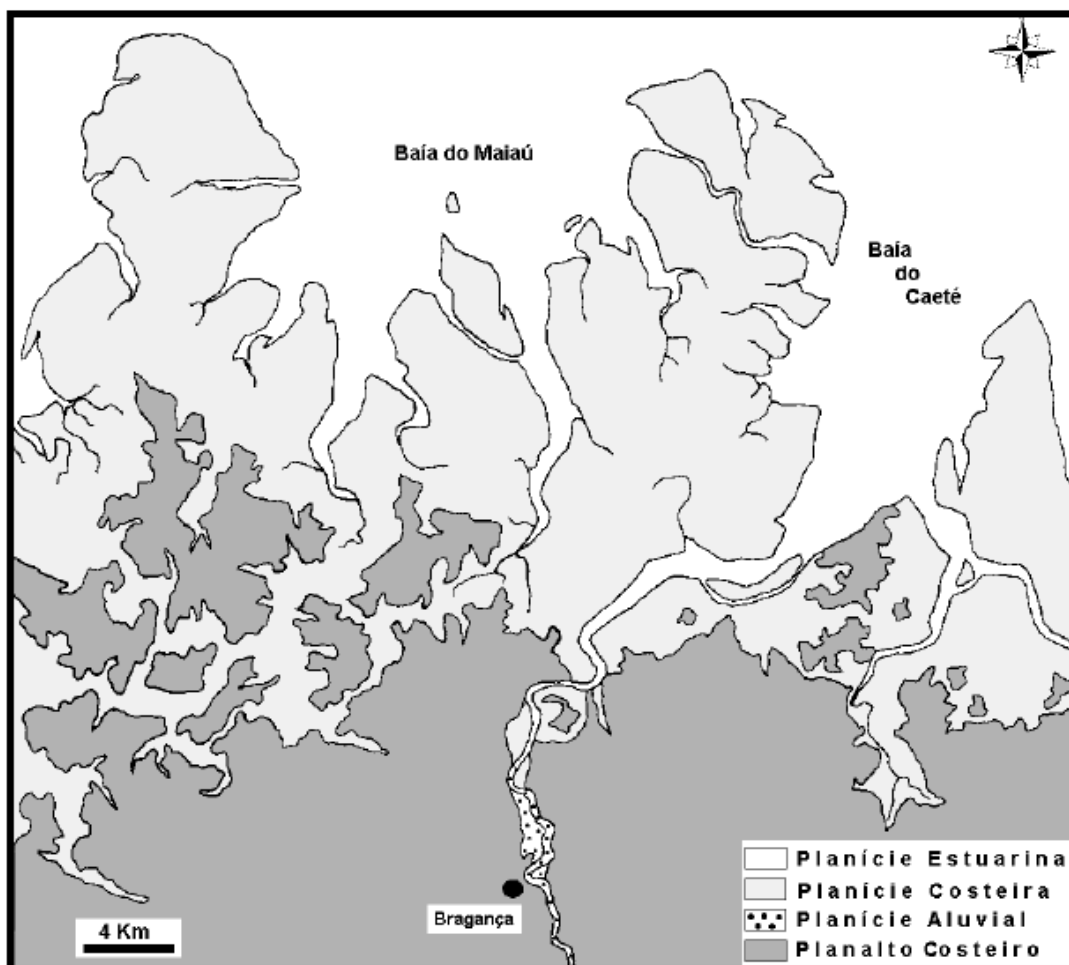 Baía do Maiaú
Baía
do
Caeté
Planície Estuarina
Planície Costeira
Planície Aluvial
Planalto Costeiro
4 Km
Bragança